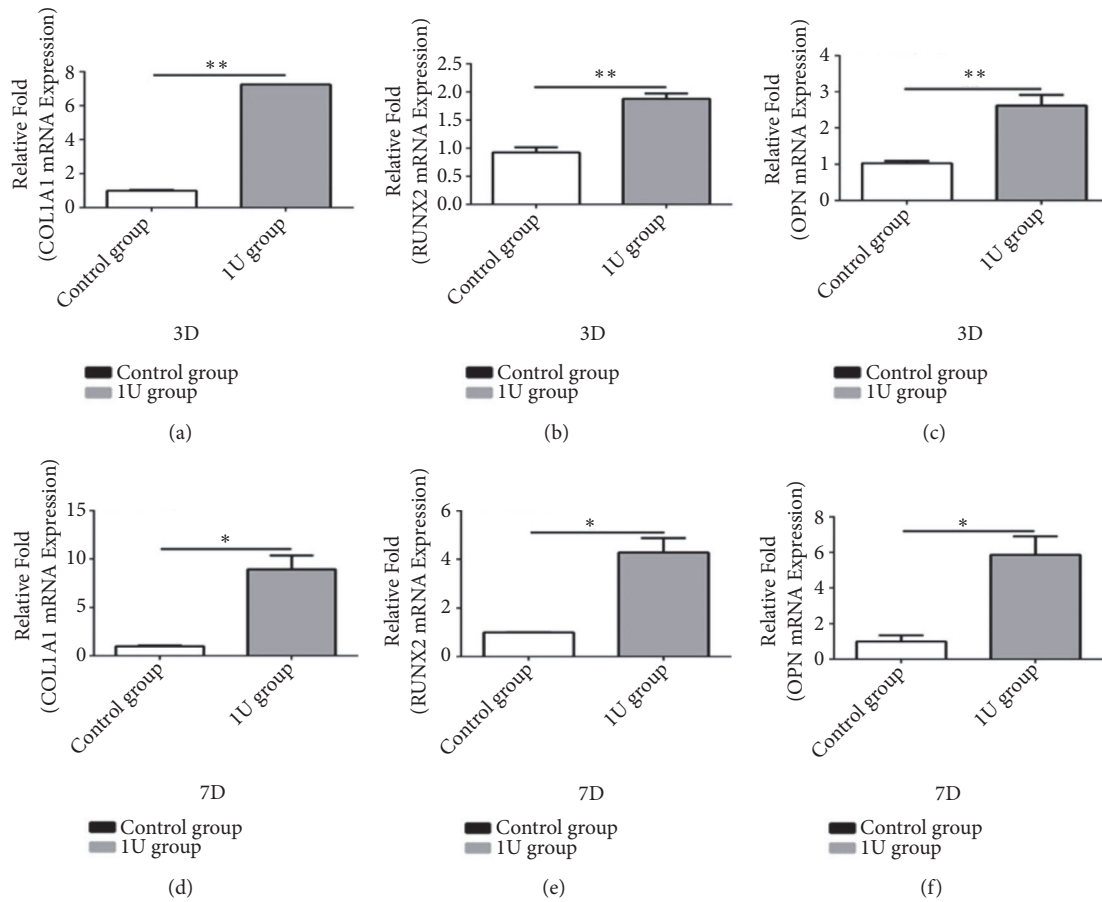 Relative Fold
(COL1A1 mRNA Expression)
8
6
4
2
0
**
Control group
1U group
3D
Control group
1U group
(a)
Relative Fold
(RUNX2 mRNA Expression)
2.5
2.0
1.5
1.0
0.5
0.0
**
Control group
1U group
3D
Control group
1U group
(b)
Relative Fold
(OPN mRNA Expression)
4
3
2
1
0
**
Control group
1U group
3D
Control group
1U group
(c)
Relative Fold
(COL1A1 mRNA Expression)
15
10
5
0
*
Control group
1U group
7D
Control group
1U group
(d)
Relative Fold
(RUNX2 mRNA Expression)
6
4
2
0
*
Control group
1U group
7D
Control group
1U group
(e)
Relative Fold
(OPN mRNA Expression)
8
6
4
2
0
*
Control group
1U group
7D
Control group
1U group
(f)